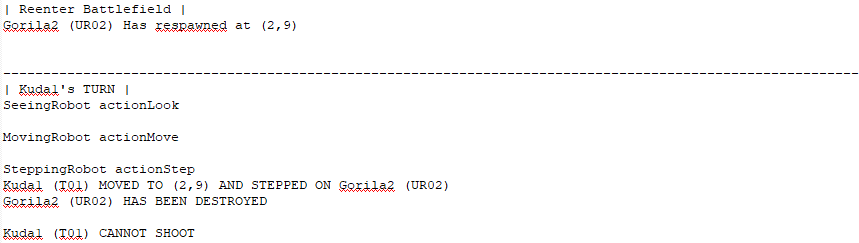 | Reenter Battlefield |
Gorila2 (UR02) Has respawned at (2,9)
------------------------------------------------------------------------------------------------------------------------
| Kudal's TURN |
SeeingRobot actionLook
MovingRobot actionMove
SteppingRobot actionStep
Kudal (T01) MOVED TO (2,9) AND STEPPED ON Gorila2 (UR02)
Gorila2 (UR02) HAS BEEN DESTROYED
Kudal (T01) CANNOT SHOOT